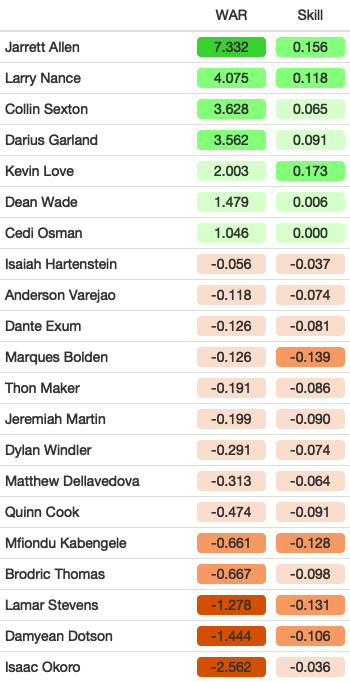 WAR Skill
Jarrett Allen 7.332 0.156
Larry Nance 4.075 0.118
Collin Sexton 3.628 0.065
Darius Garland 3.562 0.091
Kevin Love 2.003 0.173
Dean Wade 1.479 0.006
Cedi Osman 1.046 0.000
Isaiah Hartenstein -0.056 -0.037
Anderson Varejao -0.118 -0.074
Dante Exum -0.126 -0.081
Marques Bolden -0.126 -0.139
Thon Maker -0.191 -0.086
Jeremiah Martin -0.199 -0.090
Dylan Windler -0.291 -0.074
Matthew Dellavedova -0.313 -0.064
Quinn Cook -0.474 -0.091
Mfiondu Kabengele -0.661 -0.128
Brodric Thomas -0.667 -0.098
Lamar Stevens -1.278 -0.131
Damyean Dotson -1.444 -0.106
Isaac Okoro -2.562 -0.036